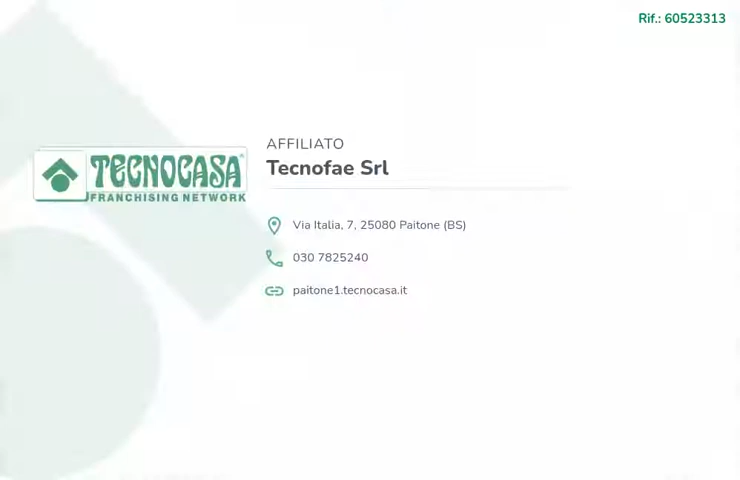 Rif.: 60523313
AFFILIATO
Tecnofae Srl
TECNOCASA
FRANCHISING NETWORK
Via Italia, 7, 25080 Paitone (BS)
030 7825240
paitone1.tecnocasa.it